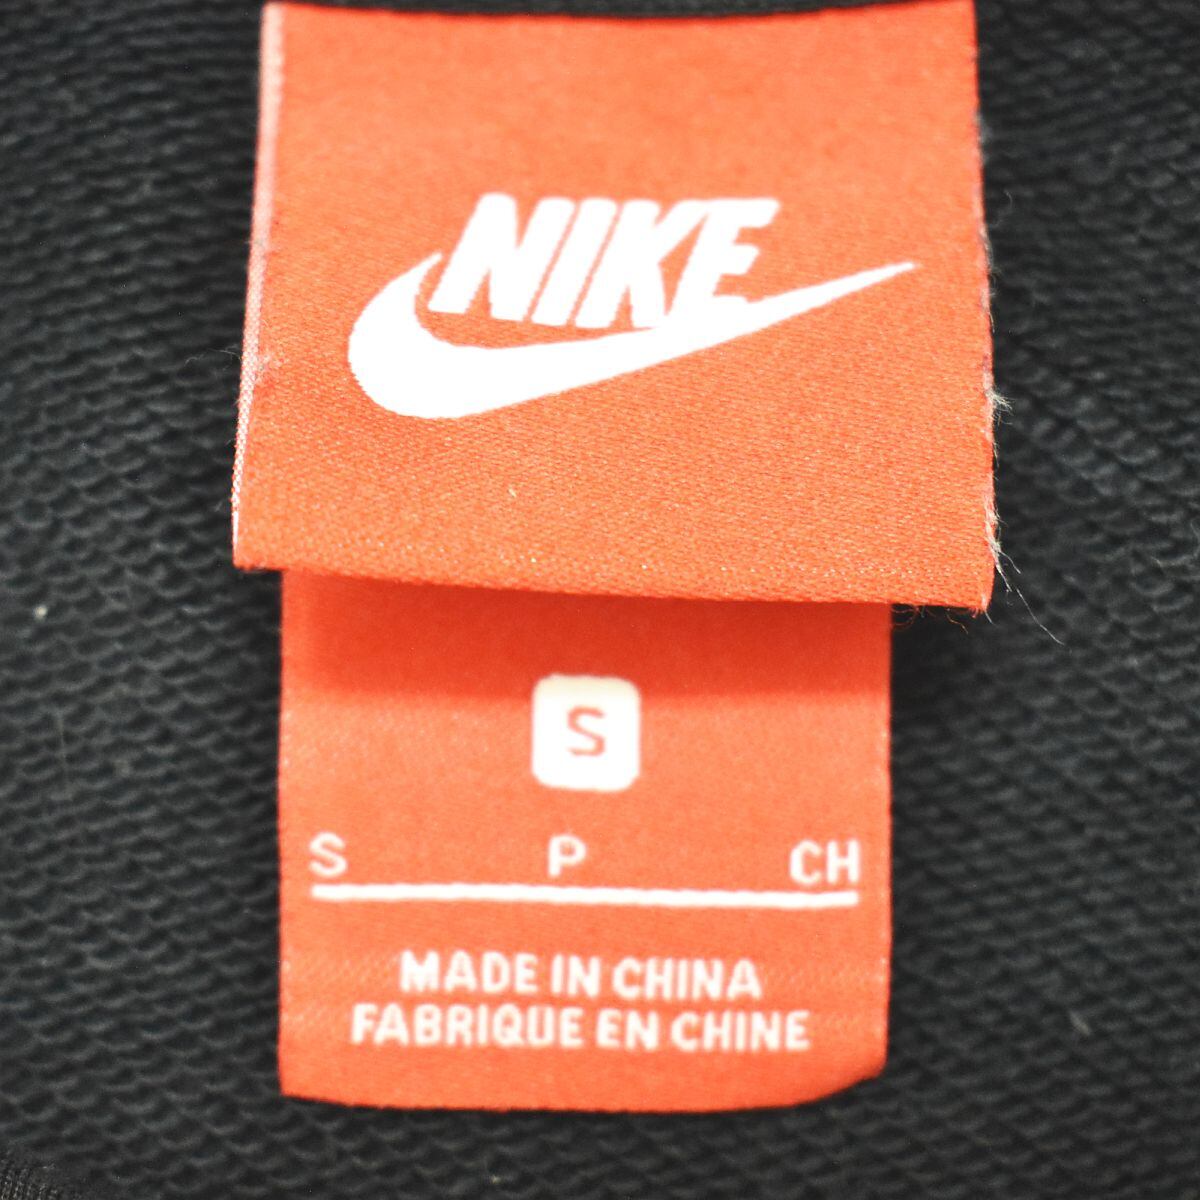 NIKE
S
S P CH
MADE IN CHINA
FABRIQUE EN CHINE